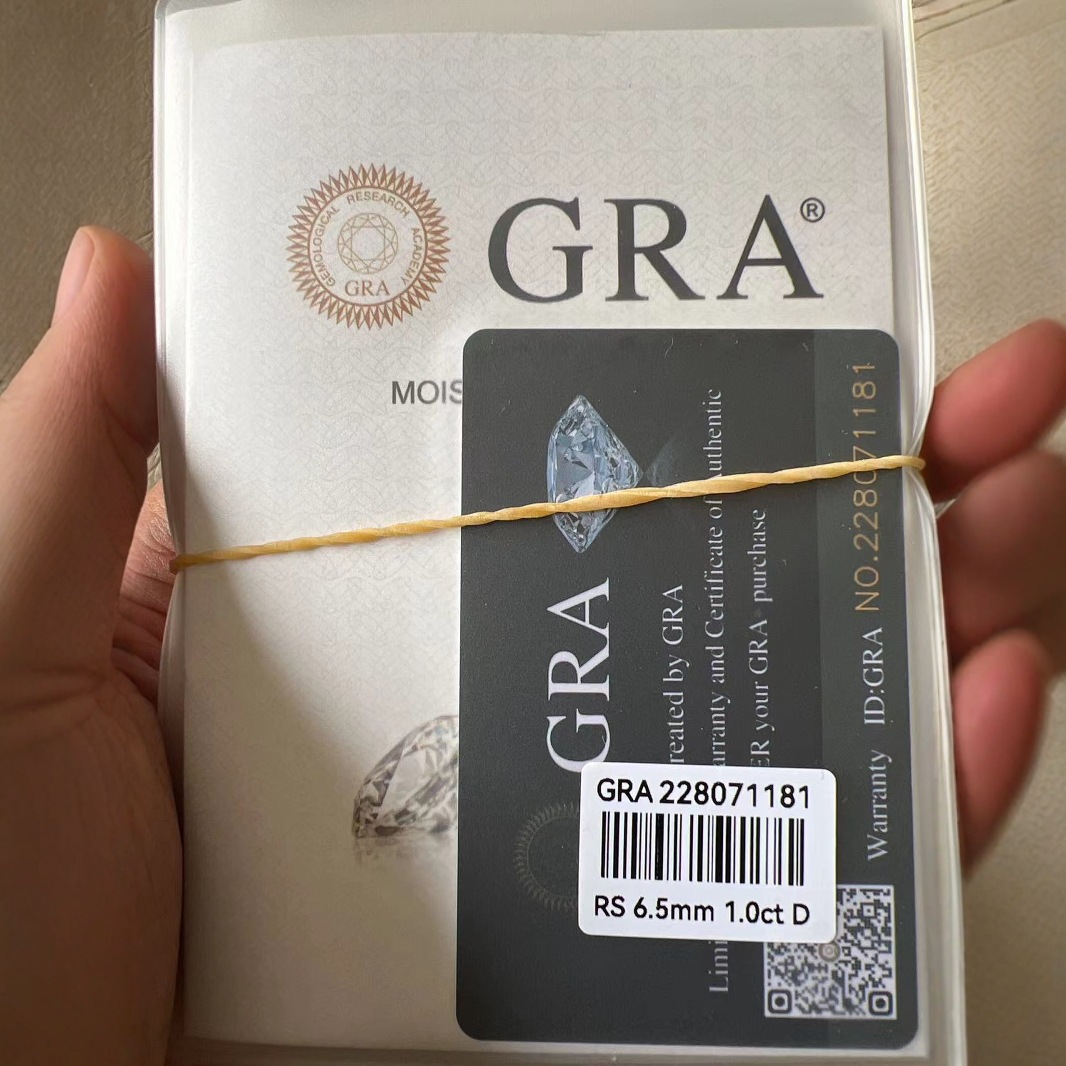 GEMOLOGICAL RESEARCH ACADEMY
GRA
GRA®
MOIS
GRA
reated by GRA
arranty and Certificate of uthentic
ER your GRA® purchase
Limi
Warranty ID:GRA NO.228071181
GRA 228071181
RS 6.5mm 1.0ct D